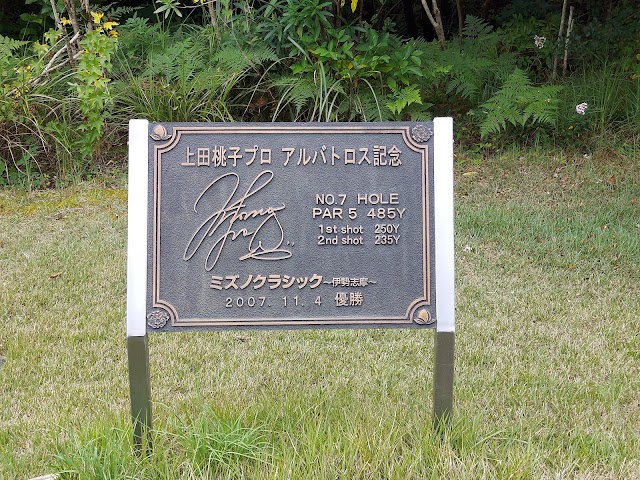 上田桃子プロ アルバトロス記念
NO.7 HOLE
PAR 5 485Y
1st shot 250Y
2nd shot 235Y
ミズノクラシック~伊勢志摩~
2007. 11. 4 優勝